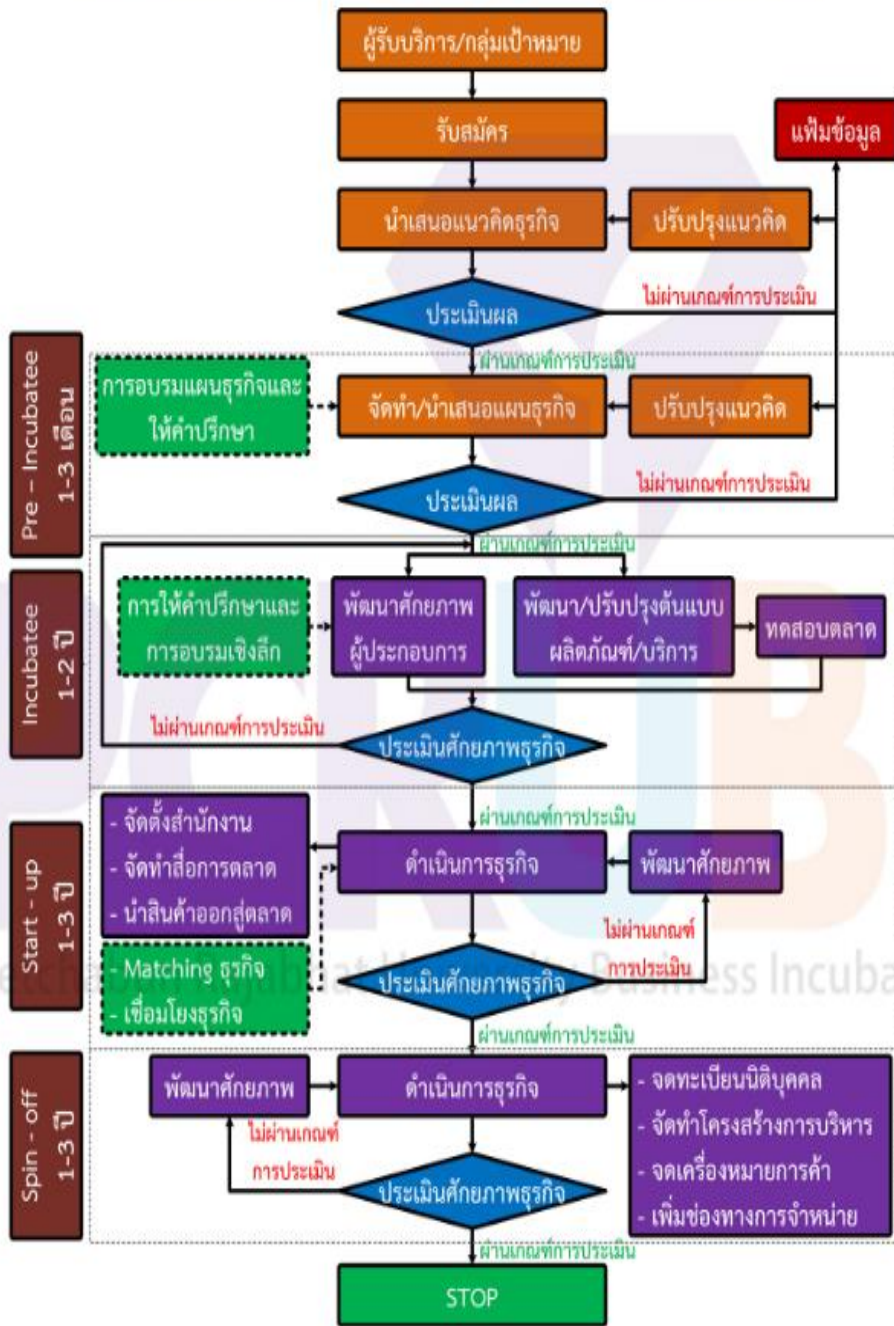 ผู้รับบริการ/กลุ่มเป้าหมาย
รับสมัคร
แฟ้มข้อมูล
นำเสนอแนวคิดธุรกิจ
ปรับปรุงแนวคิด
ไม่ผ่านเกณฑ์การประเมิน
ประเมินผล
ผ่านเกณฑ์การประเมิน
Pre – Incubatee
1-3 เดือน
การอบรมแผนธุรกิจและ
ให้คำปรึกษา
จัดทำ/นำเสนอแผนธุรกิจ
ปรับปรุงแนวคิด
ไม่ผ่านเกณฑ์การประเมิน
ประเมินผล
ผ่านเกณฑ์การประเมิน
Incubatee
1-2 ปี
การให้คำปรึกษาและ
การอบรมเชิงลึก
พัฒนาศักยภาพ
ผู้ประกอบการ
พัฒนา/ปรับปรุงต้นแบบ
ผลิตภัณฑ์/บริการ
ทดสอบตลาด
ไม่ผ่านเกณฑ์การประเมิน
ประเมินศักยภาพธุรกิจ
ผ่านเกณฑ์การประเมิน
Start - up
1-3 ปี
- จัดตั้งสำนักงาน
- จัดทำสื่อการตลาด
- นำสินค้าออกสู่ตลาด
ดำเนินการธุรกิจ
พัฒนาศักยภาพ
ไม่ผ่านเกณฑ์
การประเมิน
- Matching ธุรกิจ
- เชื่อมโยงธุรกิจ
ประเมินศักยภาพธุรกิจ
Business Incuba
ผ่านเกณฑ์การประเมิน
Spin - off
1-3 ปี
พัฒนาศักยภาพ
ดำเนินการธุรกิจ
- จดทะเบียนนิติบุคคล
- จัดทำโครงสร้างการบริหาร
- จดเครื่องหมายการค้า
- เพิ่มช่องทางการจำหน่าย
ไม่ผ่านเกณฑ์
การประเมิน
ประเมินศักยภาพธุรกิจ
ผ่านเกณฑ์การประเมิน
STOP